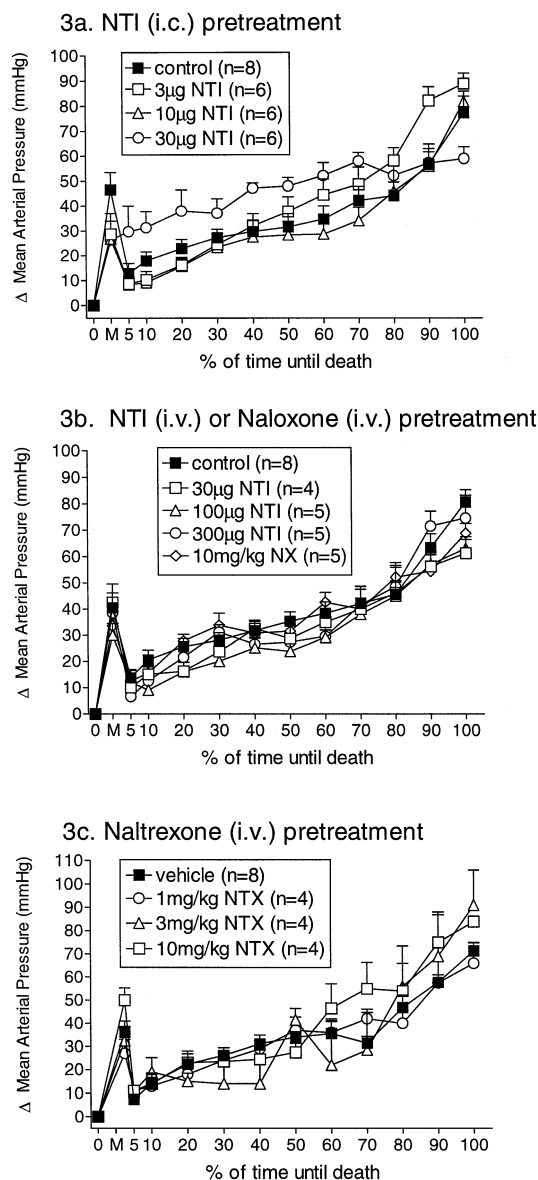 3a. NTI (i.c.) pretreatment
Δ Mean Arterial Pressure (mmHg)
100
90
80
70
60
50
40
30
20
10
0
control (n=8)
3µg NTI (n=6)
10µg NTI (n=6)
30µg NTI (n=6)
0 M 5 10 20 30 40 50 60 70 80 90 100
% of time until death
3b. NTI (i.v.) or Naloxone (i.v.) pretreatment
Δ Mean Arterial Pressure (mmHg)
100
90
80
70
60
50
40
30
20
10
0
control (n=8)
30µg NTI (n=4)
100µg NTI (n=5)
300µg NTI (n=5)
10mg/kg NX (n=5)
0 M 5 10 20 30 40 50 60 70 80 90 100
% of time until death
3c. Naltrexone (i.v.) pretreatment
Δ Mean Arterial Pressure (mmHg)
110
100
90
80
70
60
50
40
30
20
10
0
vehicle (n=8)
1mg/kg NTX (n=4)
3mg/kg NTX (n=4)
10mg/kg NTX (n=4)
0 M 5 10 20 30 40 50 60 70 80 90 100
% of time until death